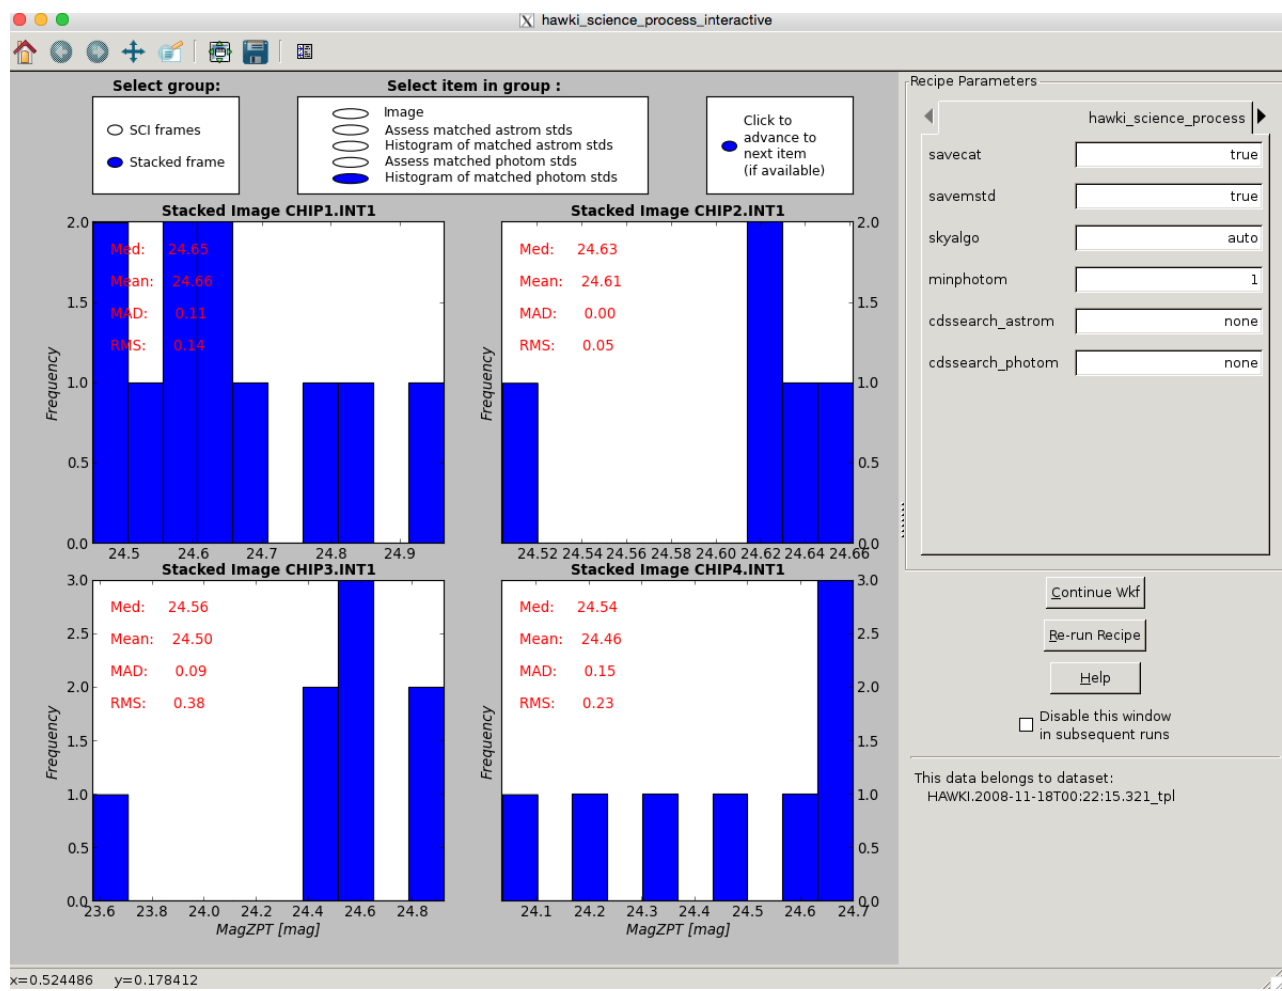 hawki_science_process_interactive
Select group:
SCI frames
Stacked frame
Select item in group :
Image
Assess matched astrom stds
Histogram of matched astrom stds
Assess matched photom stds
Histogram of matched photom stds
Click to
advance to
next item
(if available)
Stacked Image CHIP1.INT1
2.0
1.5
1.0
0.5
0.0
Frequency
Med: 24.65
Mean: 24.66
MAD: 0.11
RMS: 0.14
24.5 24.6 24.7 24.8 24.9
Stacked Image CHIP2.INT1
Frequency
Med: 24.63
Mean: 24.61
MAD: 0.00
RMS: 0.05
2.0
1.5
1.0
0.5
0.0
24.52 24.54 24.56 24.58 24.60 24.62 24.64 24.66
Stacked Image CHIP3.INT1
3.0
2.5
2.0
1.5
1.0
0.5
0.0
Frequency
Med: 24.56
Mean: 24.50
MAD: 0.09
RMS: 0.38
23.6 23.8 24.0 24.2 24.4 24.6 24.8
MagZPT [mag]
Stacked Image CHIP4.INT1
Frequency
Med: 24.54
Mean: 24.46
MAD: 0.15
RMS: 0.23
3.0
2.5
2.0
1.5
1.0
0.5
0.0
24.1 24.2 24.3 24.4 24.5 24.6 24.7
MagZPT [mag]
Recipe Parameters
hawki_science_process
savecat true
savemstd true
skyalgo auto
minphotom 1
cdssearch_astrom none
cdssearch_photom none
Continue Wkf
Re-run Recipe
Help
Disable this window
in subsequent runs
This data belongs to dataset:
HAWKI.2008-11-18T00:22:15.321_tpl
x=0.524486 y=0.178412